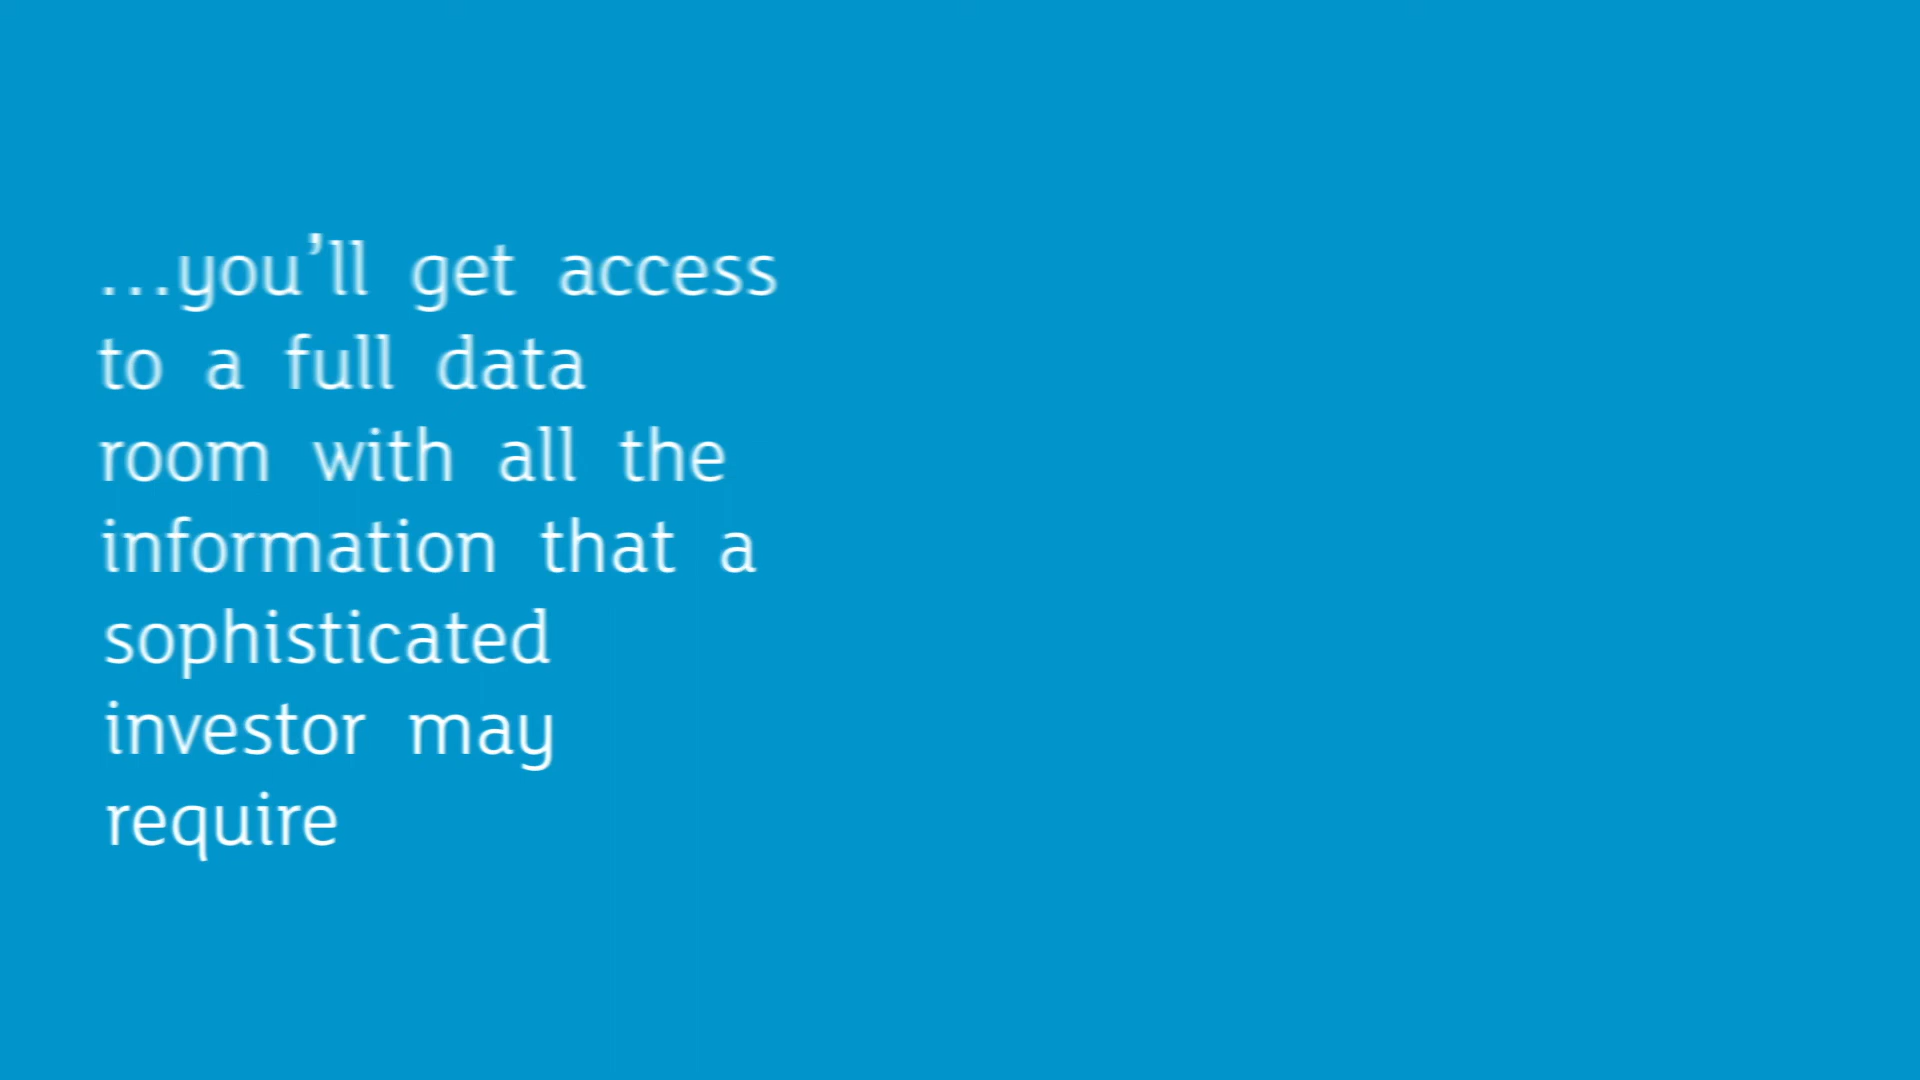 ...you’ll get access
to a full data
room with all the
information that a
sophisticated
investor may
require